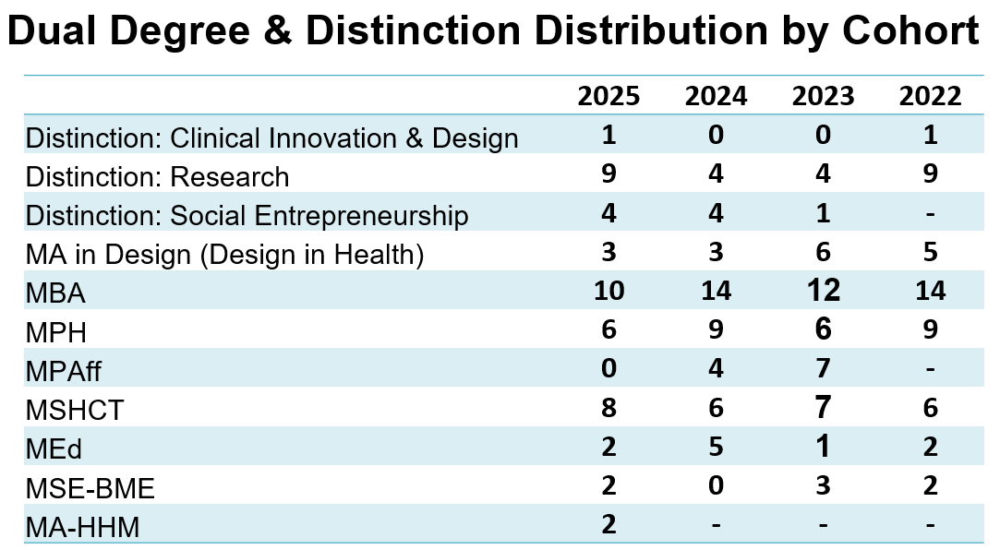 Dual Degree & Distinction Distribution by Cohort
2025 2024 2023 2022
Distinction: Clinical Innovation & Design 1 0 0 1
Distinction: Research 9 4 4 9
Distinction: Social Entrepreneurship 4 4 1 -
MA in Design (Design in Health) 3 3 6 5
MBA 10 14 12 14
MPH 6 9 6 9
MPAff 0 4 7 -
MSHCT 8 6 7 6
MEd 2 5 1 2
MSE-BME 2 0 3 2
MA-HHM 2 - - -